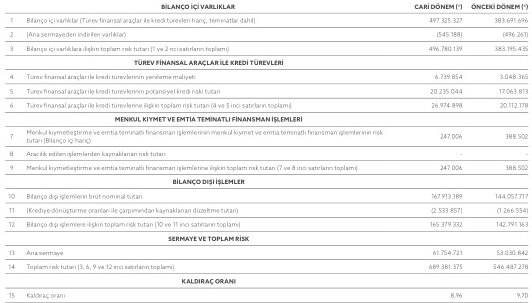 BİLANÇO İÇİ VARLIKLAR CARİ DÖNEM (*) ÖNCEKİ DÖNEM (*)
1 Bilanço içi varlıklar (Türev finansal araçlar ile kredi türevleri hariç, teminatlar dahil) 497.325.327 383.691.696
2 (Ana sermayeden indirilen varlıklar) (545.188) (496.261)
3 Bilanço içi varlıklara ilişkin toplam risk tutarı (1 ve 2 nci satırların toplamı) 496.780.139 383.195.435
TÜREV FİNANSAL ARAÇLAR İLE KREDİ TÜREVLERİ
4 Türev finansal araçlar ile kredi türevlerinin yenileme maliyeti 6.739.854 3.048.365
5 Türev finansal araçlar ile kredi türevlerinin potansiyel kredi riski tutarı 20.235.044 17.063.813
6 Türev finansal araçlar ile kredi türevlerine ilişkin toplam risk tutarı (4 ve 5 inci satırların toplamı) 26.974.898 20.112.178
MENKUL KIYMET VE EMTİA TEMİNATLI FİNANSMAN İŞLEMLERİ
7 Menkul kıymetleştirme ve emtia teminatlı finansman işlemlerinin menkul kıymet ve emtia teminatlı finansman işlemlerinin risk
tutarı (Bilanço içi hariç) 247.006 388.502
8 Aracılık edilen işlemlerden kaynaklanan risk tutarı - -
9 Menkul kıymetleştirme ve emtia teminatlı finansman işlemlerine ilişkin toplam risk tutarı (7 ve 8 inci satırların toplamı) 247.006 388.502
BİLANÇO DIŞI İŞLEMLER
10 Bilanço dışı işlemlerin brüt nominal tutarı 167.913.189 144.057.717
11 (Krediye dönüştürme oranları ile çarpımından kaynaklanan düzeltme tutarı) (2.533.857) (1.266.554)
12 Bilanço dışı işlemlere ilişkin toplam risk tutarı (10 ve 11 inci satırların toplamı) 165.379.332 142.791.163
SERMAYE VE TOPLAM RİSK
13 Ana sermaye 61.754.721 53.030.842
14 Toplam risk tutarı (3, 6, 9 ve 12 inci satırların toplamı) 689.381.375 546.487.278
KALDIRAÇ ORANI
15 Kaldıraç oranı 8,96 9,70